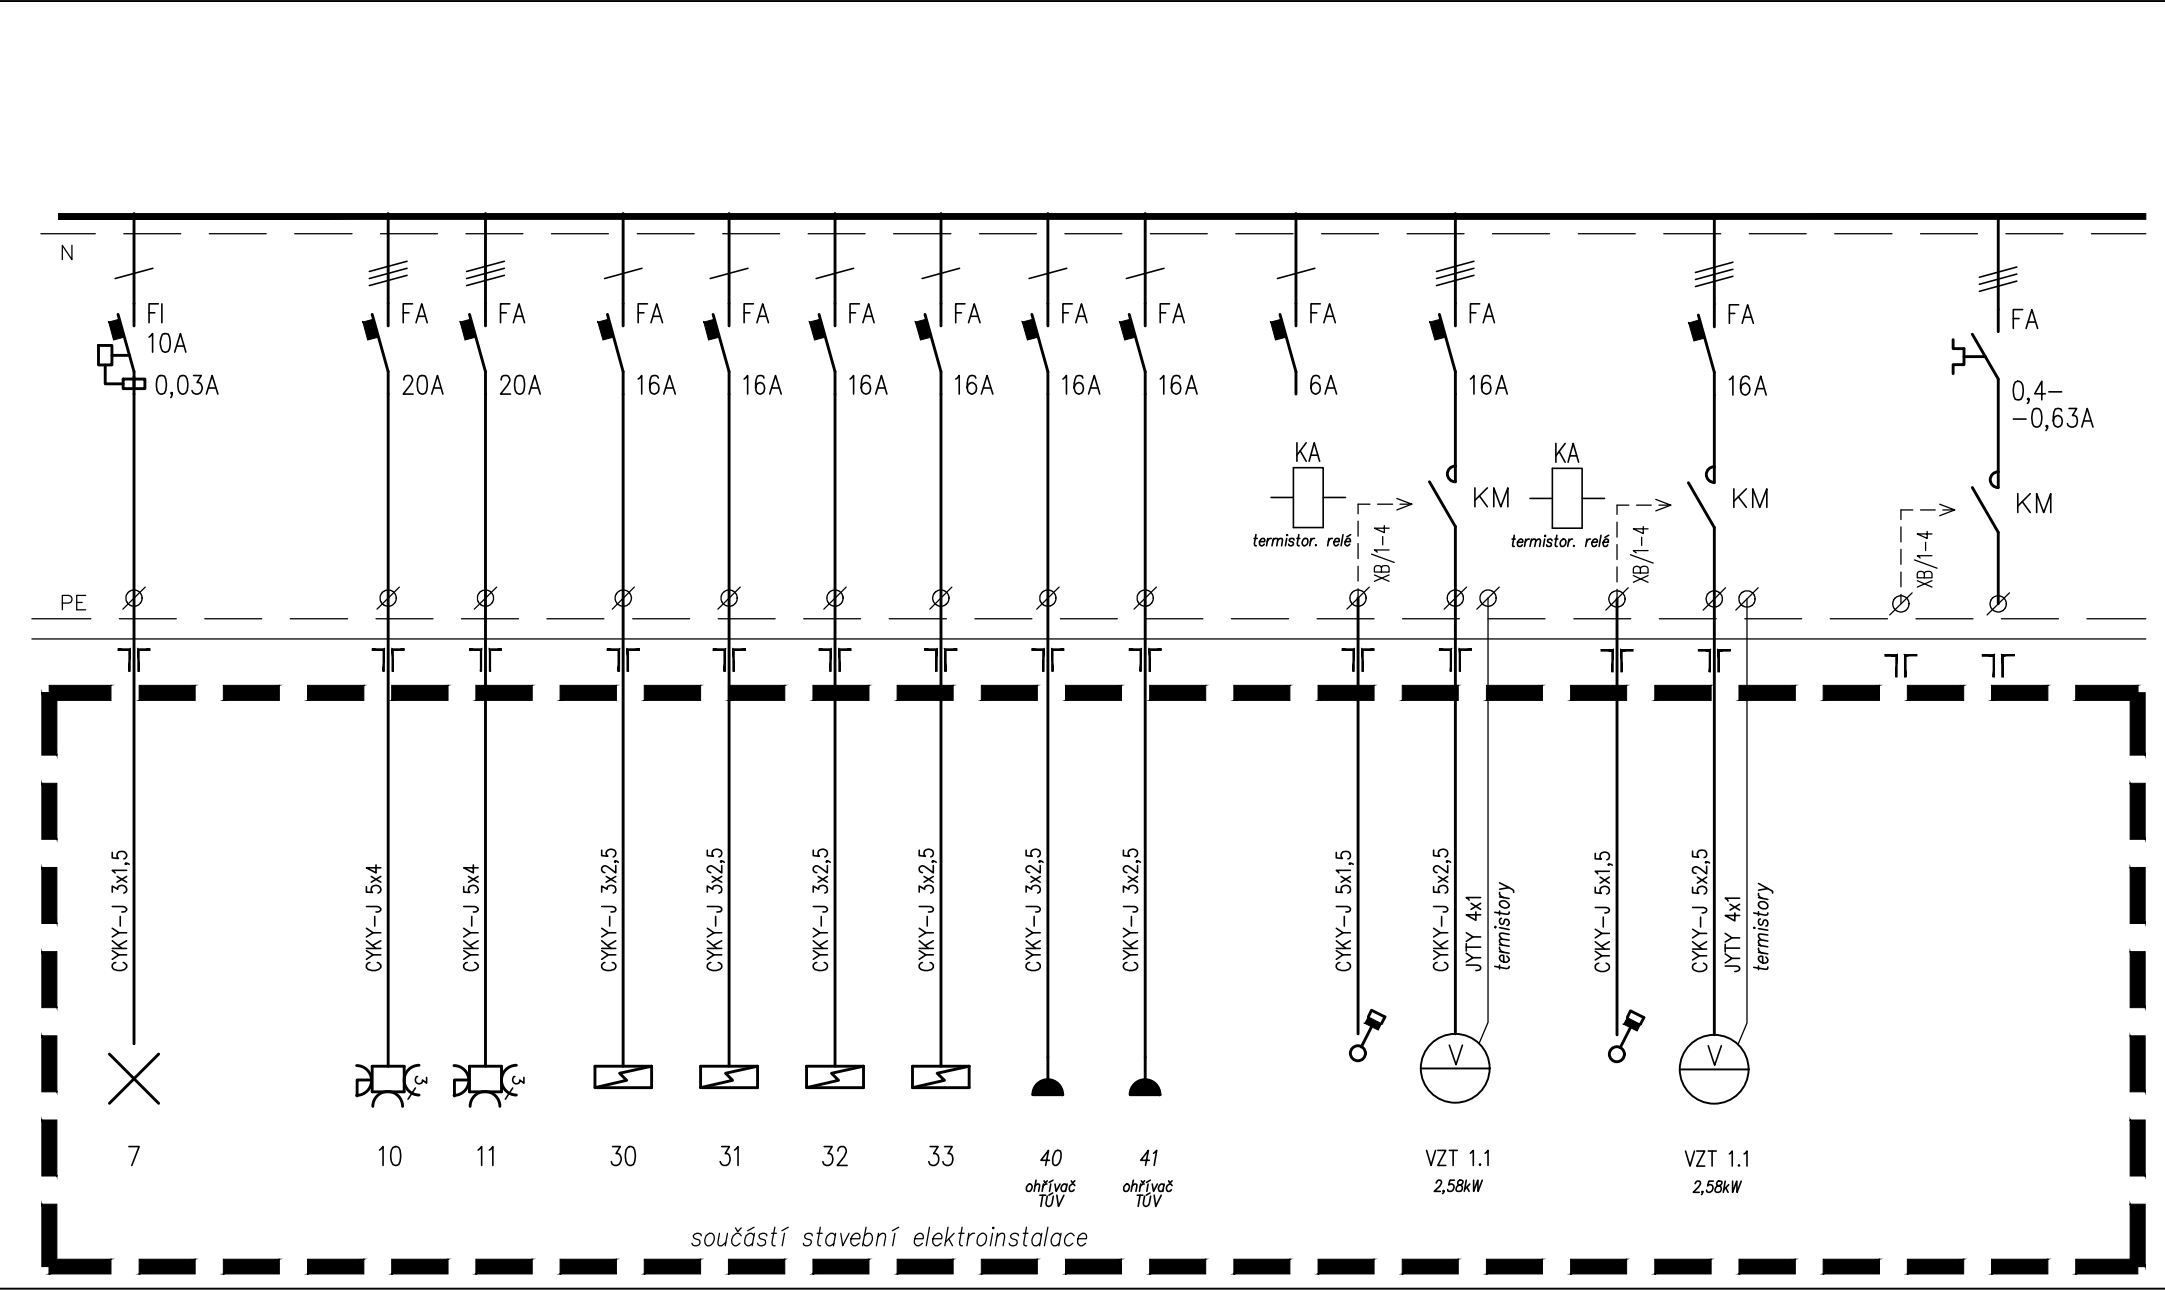 N
FI
10A
0,03A
FA
20A
FA
20A
FA
16A
FA
16A
FA
16A
FA
16A
FA
16A
FA
16A
FA
6A
FA
16A
FA
16A
FA
0,4–
–0,63A
KA
termistor. relé
XB/1–4
KM
KA
termistor. relé
XB/1–4
KM
XB/1–4
KM
PE
CYKY–J 3x1,5
CYKY–J 5x4
CYKY–J 5x4
CYKY–J 3x2,5
CYKY–J 3x2,5
CYKY–J 3x2,5
CYKY–J 3x2,5
CYKY–J 3x2,5
CYKY–J 3x2,5
CYKY–J 5x1,5
CYKY–J 5x2,5
JYTY 4x1
termistory
CYKY–J 5x1,5
CYKY–J 5x2,5
JYTY 4x1
termistory
3
3
V
V
7
10
11
30
31
32
33
40
ohřívač
TÚV
41
ohřívač
TÚV
VZT 1.1
2,58kW
VZT 1.1
2,58kW
součástí stavební elektroinstalace